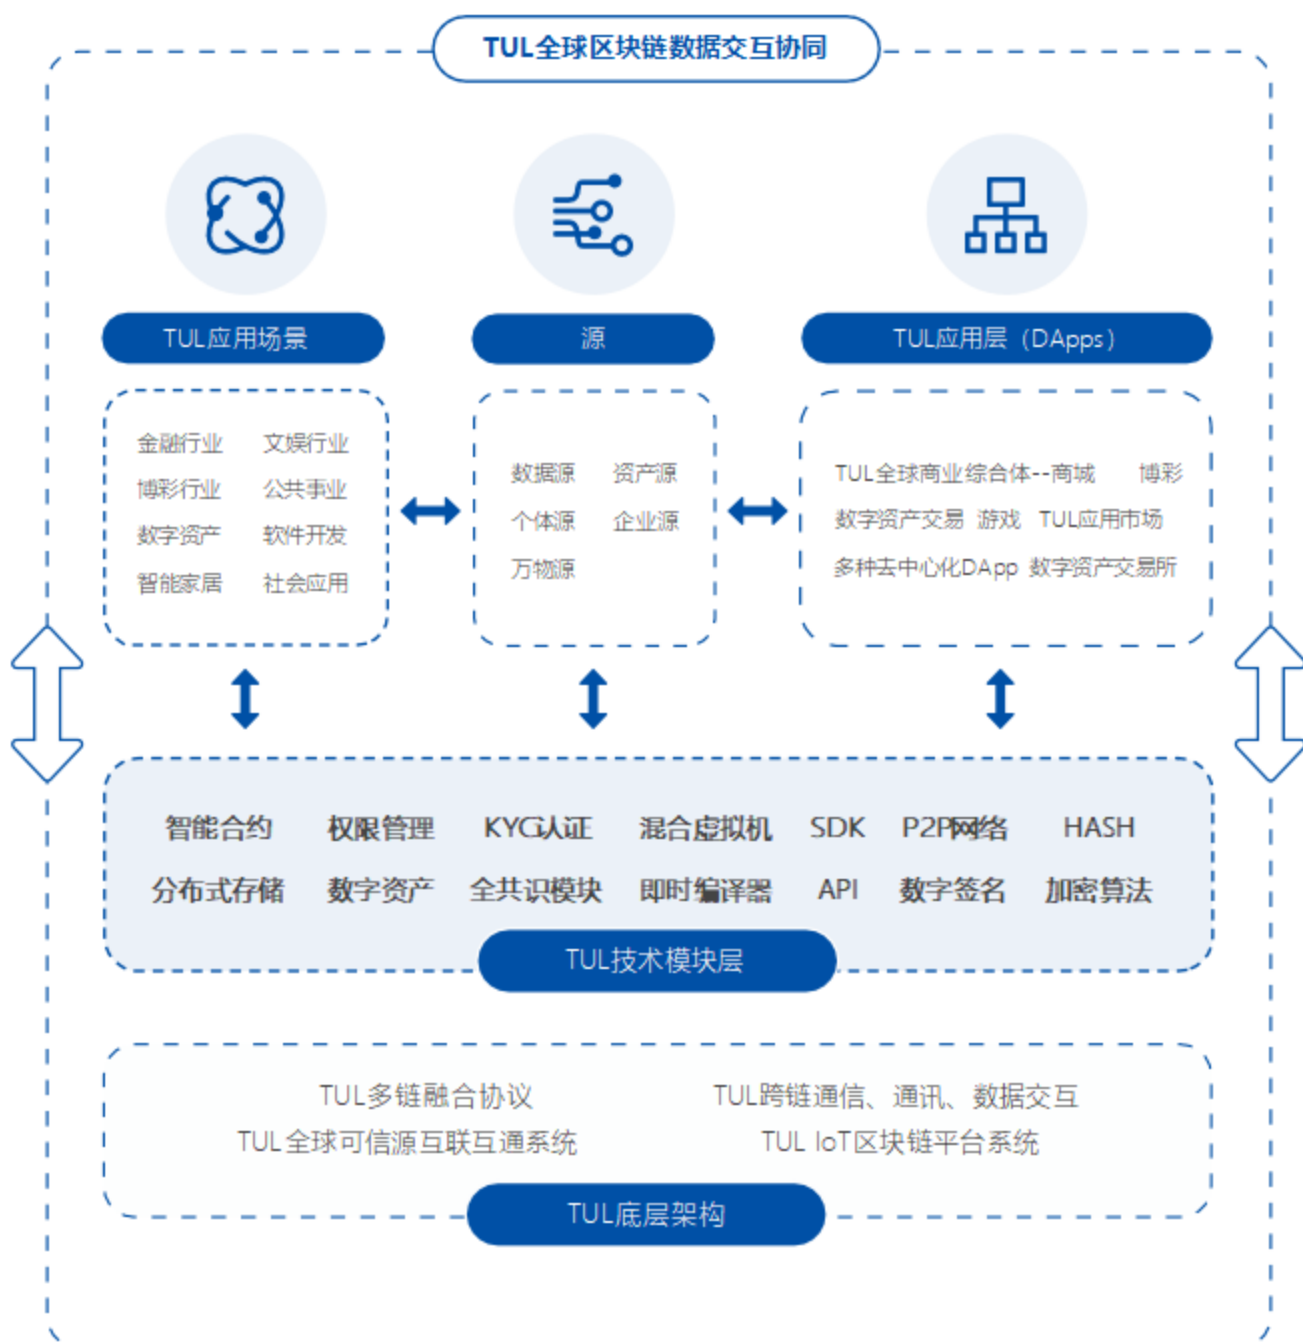 TUL全球区块链数据交互协同
TUL应用场景
源
TUL应用层（DApps）
金融行业 文娱行业
博彩行业 公共事业
数字资产 软件开发
智能家居 社会应用
数据源 资产源
个体源 企业源
万物源
TUL全球商业综合体--商城 博彩
数字资产交易 游戏 TUL应用市场
多种去中心化DApp 数字资产交易所
智能合约 权限管理 KYC认证 混合虚拟机 SDK P2P网络 HASH
分布式存储 数字资产 全共识模块 即时编译器 API 数字签名 加密算法
TUL技术模块层
TUL多链融合协议 TUL跨链通信、通讯、数据交互
TUL全球可信源互联互通系统 TUL IoT区块链平台系统
TUL底层架构